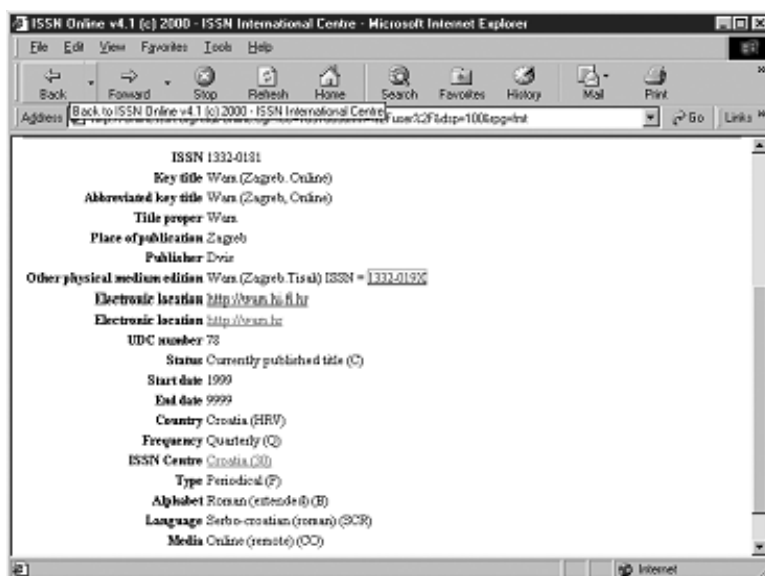 ISSN Online v4.1 (c) 2000 - ISSN International Centre - Microsoft Internet Explorer
File Edit View Favorites Tools Help
Back Forward Stop Refresh Home Search Favorites History Mail Print
Address Back to ISSN Online v4.1 (c) 2000 - ISSN International Centre Go Links
ISSN 1332-0181
Key title Wam (Zagreb. Online)
Abbreviated key title Wam (Zagreb, Online)
Title proper Wam
Place of publication Zagreb
Publisher
Other physical medium edition Wam (Zagreb.Tisak) ISSN = 1332-019X
Electronic location http://wam.hi-fi.hr
Electronic location http://wam.hr
UDC number 78
Status Currently published title (C)
Start date 1999
End date 9999
Country Croatia (HRV)
Frequency Quarterly (Q)
ISSN Centre Croatia (30)
Type Periodical (P)
Alphabet Roman (extended) (B)
Language Serbo-croatian (roman) (SCR)
Media Online (remote) (CO)
Internet